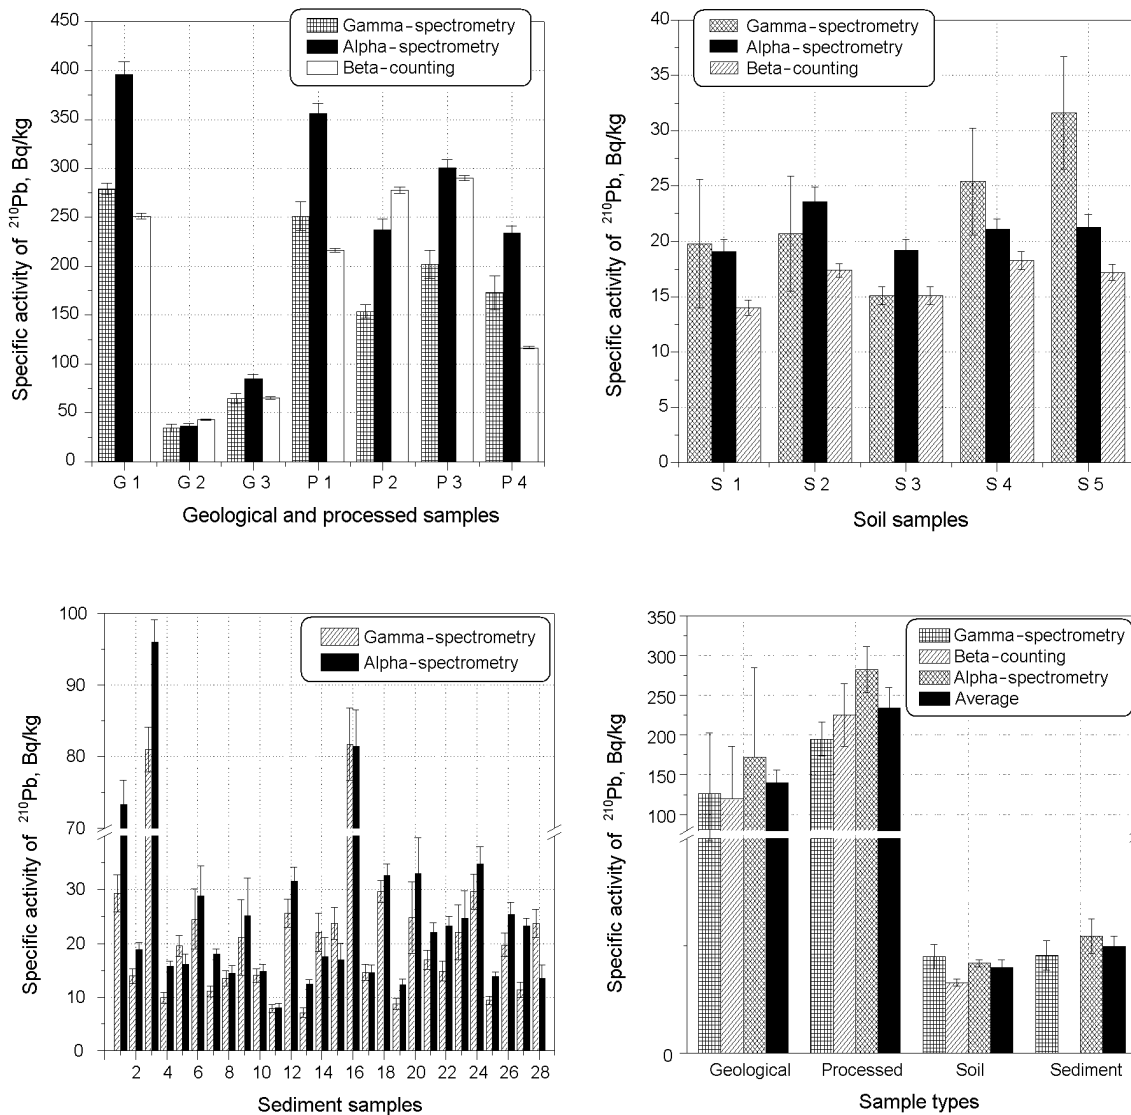 Gamma-spectrometry
Alpha-spectrometry
Beta-counting
Specific activity of ²¹⁰Pb, Bq/kg
450
400
350
300
250
200
150
100
50
0
G 1 G 2 G 3 P 1 P 2 P 3 P 4
Geological and processed samples
Gamma-spectrometry
Alpha-spectrometry
Beta-counting
Specific activity of ²¹⁰Pb, Bq/kg
40
35
30
25
20
15
10
5
0
S 1 S 2 S 3 S 4 S 5
Soil samples
Gamma-spectrometry
Alpha-spectrometry
Specific activity of ²¹⁰Pb, Bq/kg
100
90
80
70
30
20
10
0
2 4 6 8 10 12 14 16 18 20 22 24 26 28
Sediment samples
Gamma-spectrometry
Beta-counting
Alpha-spectrometry
Average
Specific activity of ²¹⁰Pb, Bq/kg
350
300
250
200
150
100
0
Geological Processed Soil Sediment
Sample types